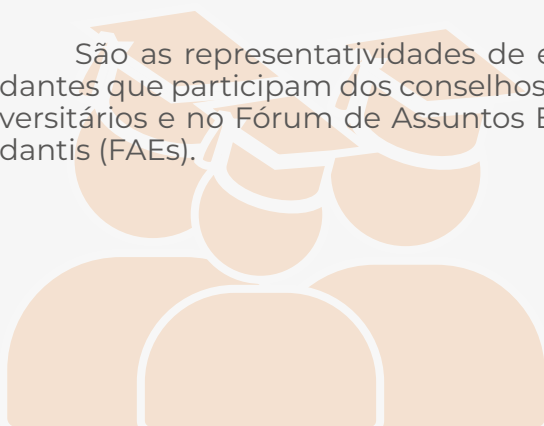 São as representatividades de e
dantes que participam dos conselhos
versitários e no Fórum de Assuntos E
dantis (FAEs).